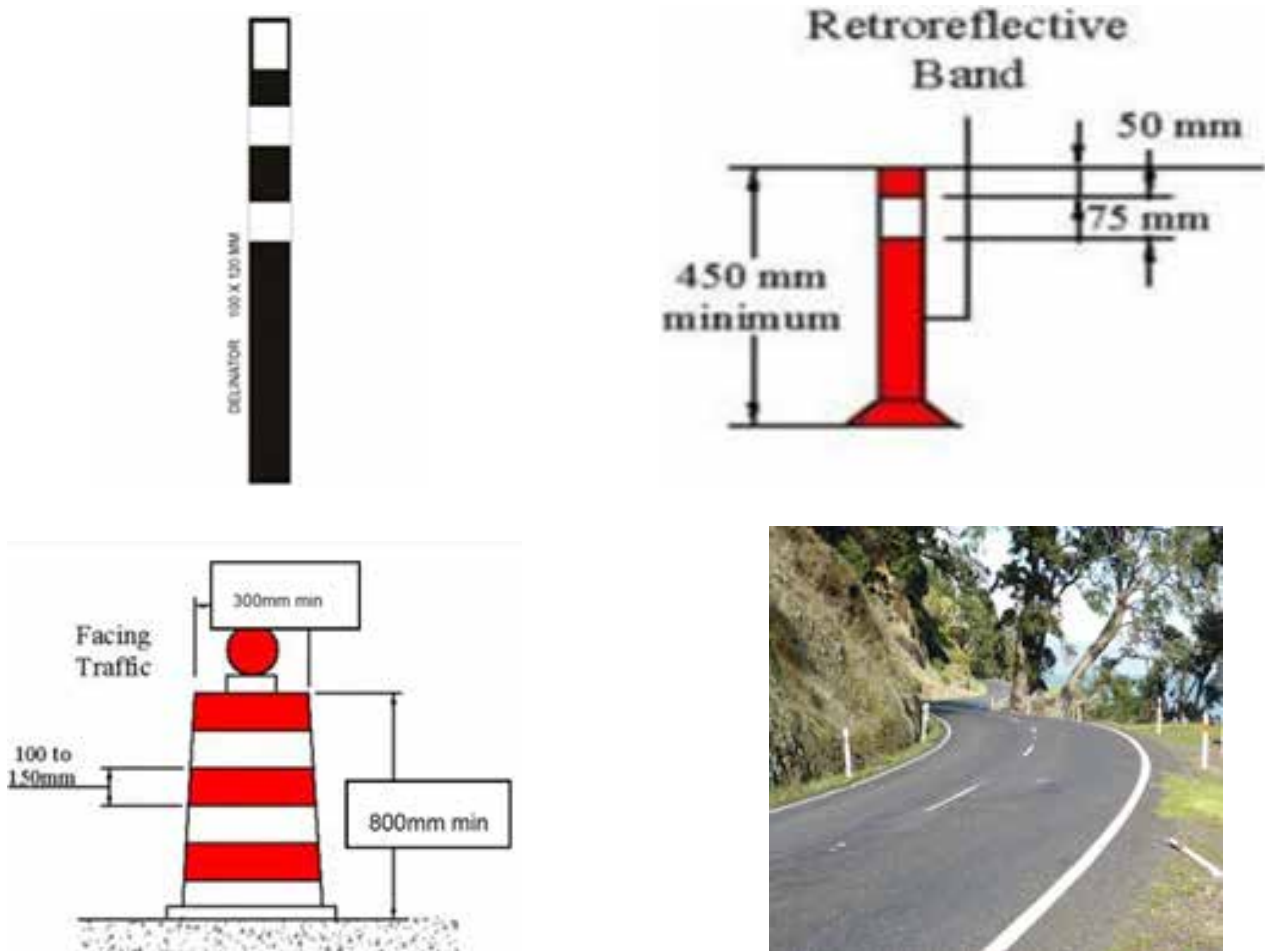 DELINATOR 100 X 120 MM
Retroreflective
Band
50 mm
75 mm
450 mm
minimum
300mm min
Facing
Traffic
100 to
150mm
800mm min